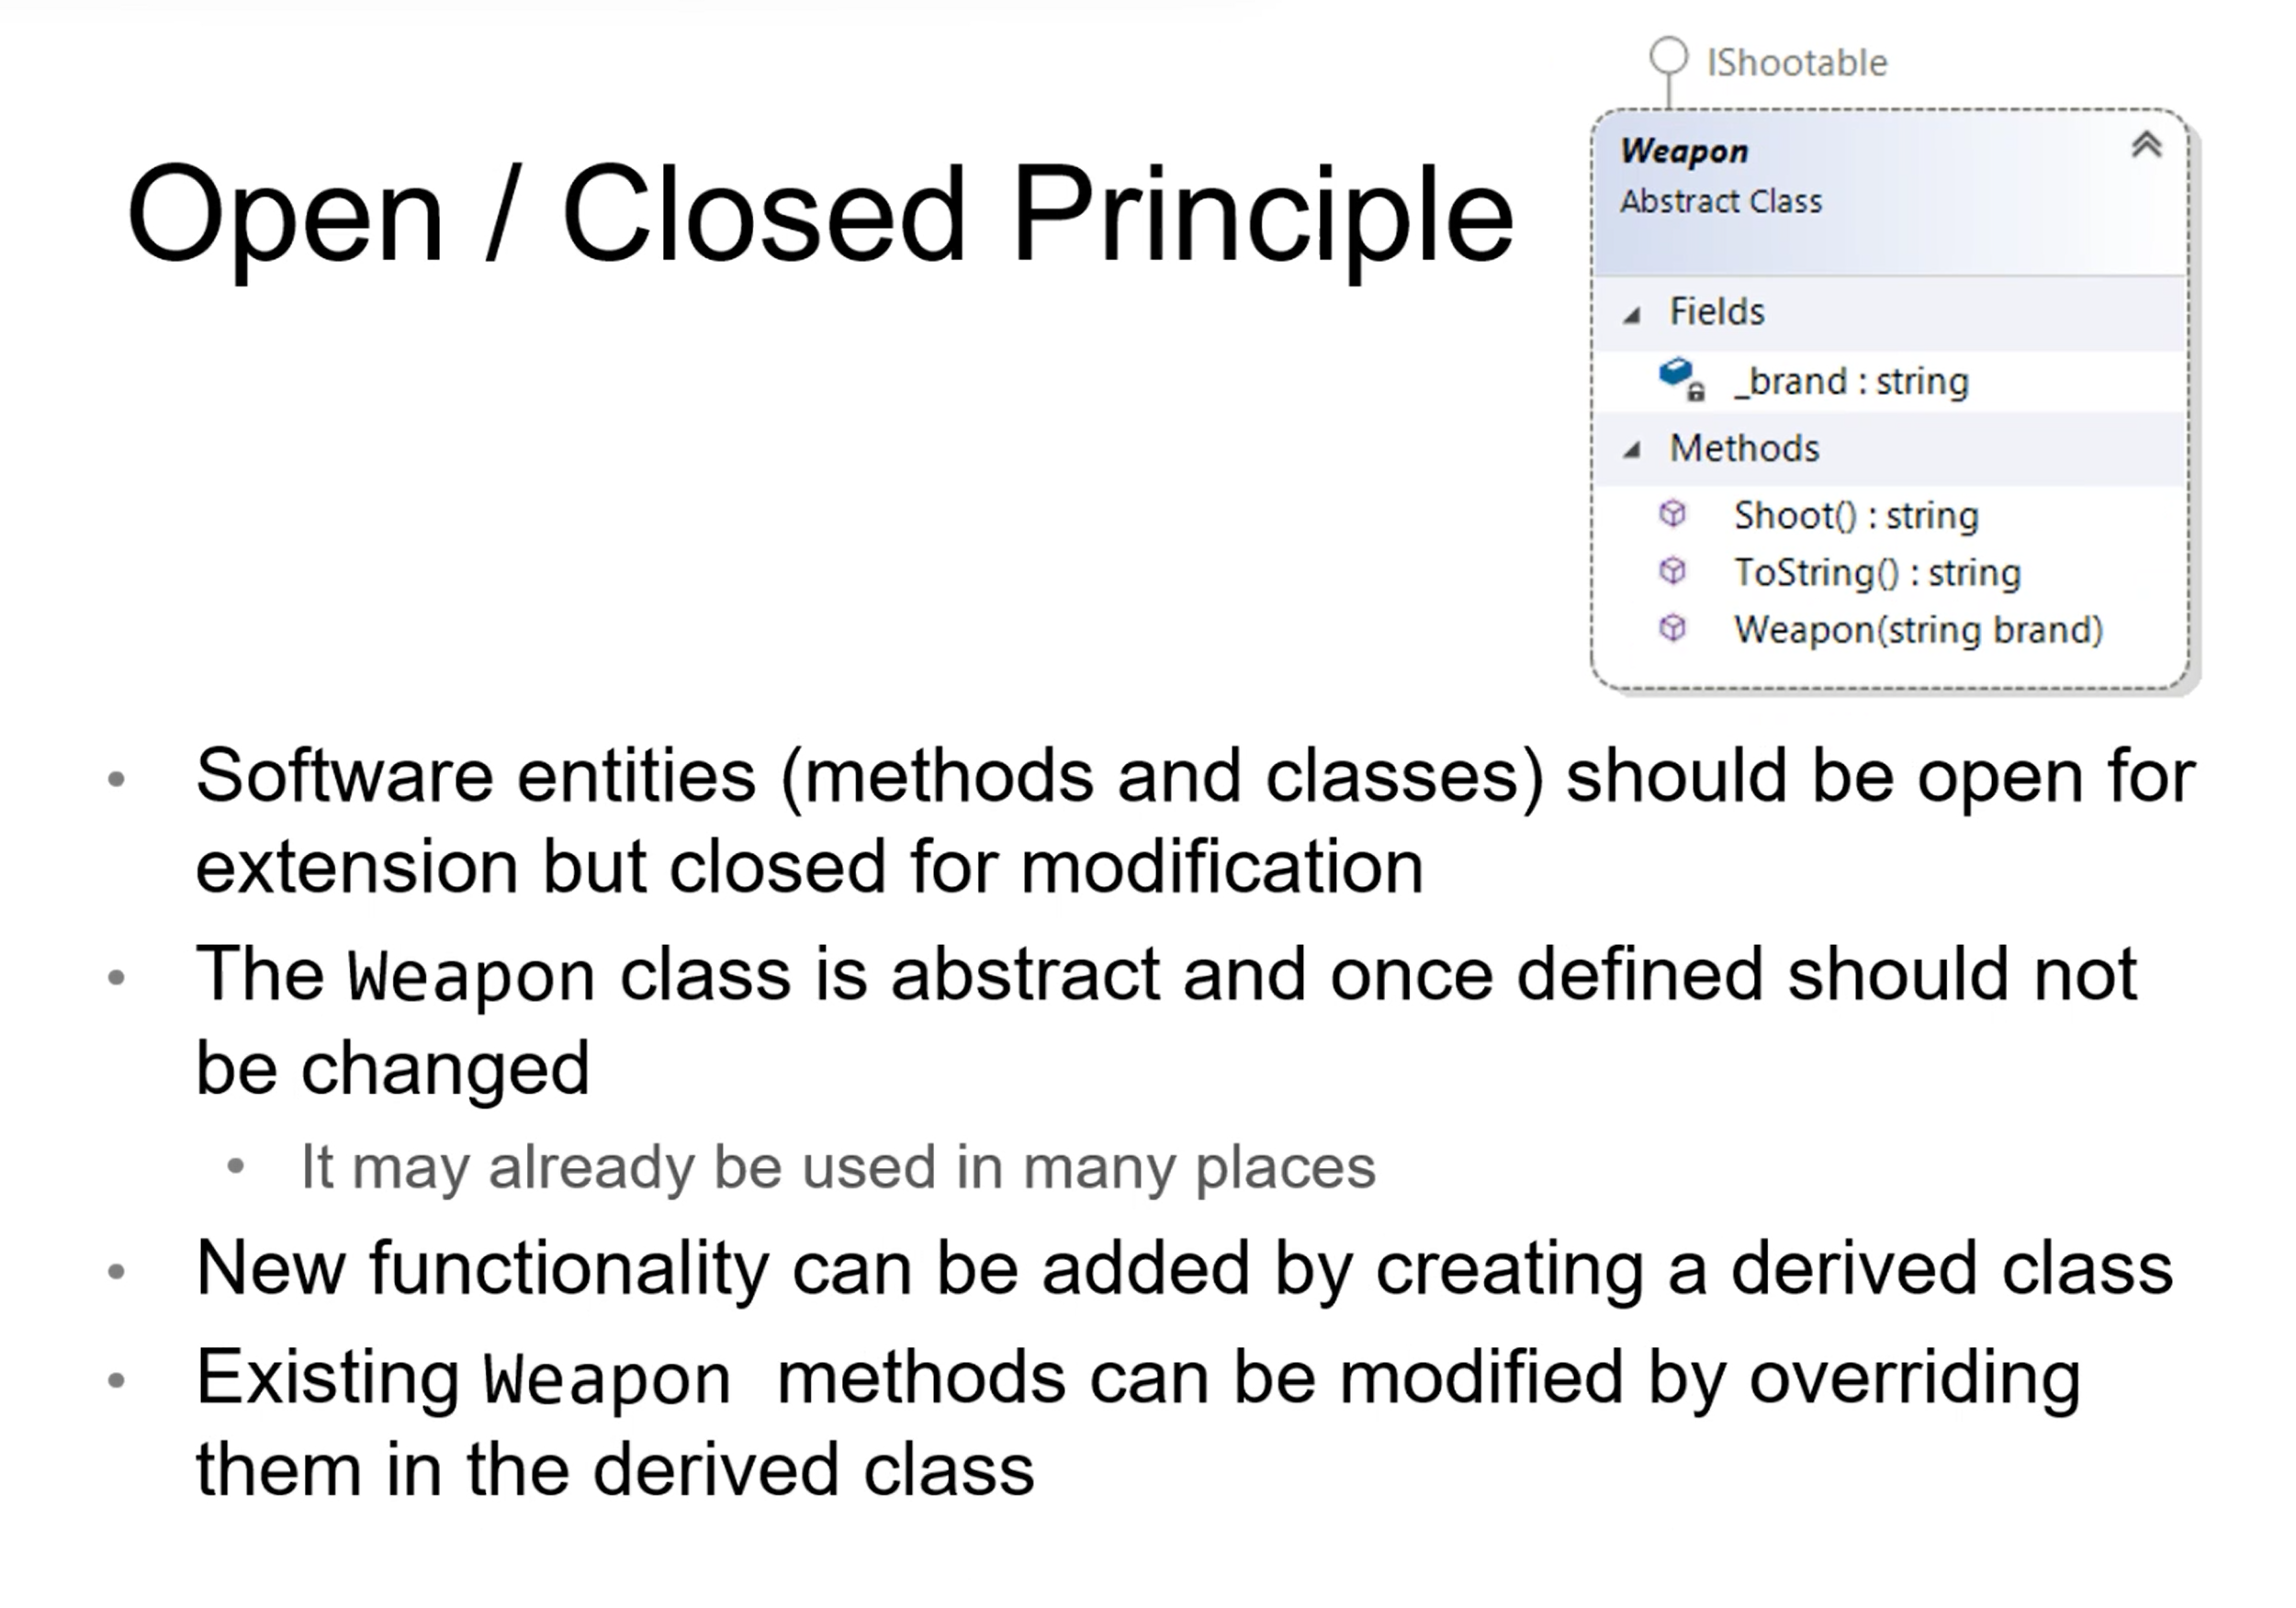 IShootable
Open / Closed Principle
Weapon
Abstract Class
Fields
_brand : string
Methods
Shoot() : string
ToString() : string
Weapon(string brand)
• Software entities (methods and classes) should be open for
extension but closed for modification
• The Weapon class is abstract and once defined should not
be changed
• It may already be used in many places
• New functionality can be added by creating a derived class
• Existing Weapon methods can be modified by overriding
them in the derived class